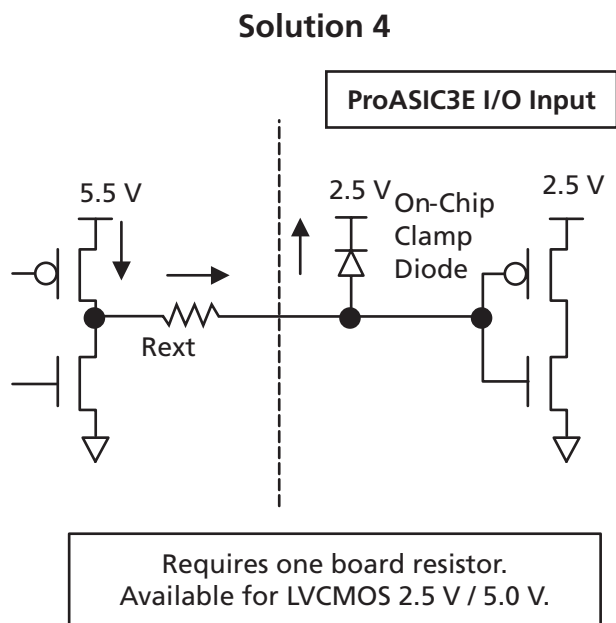 Solution 4
ProASIC3E I/O Input
5.5 V
2.5 V
On-Chip
Clamp
Diode
2.5 V
Rext
Requires one board resistor.
Available for LVCMOS 2.5 V / 5.0 V.